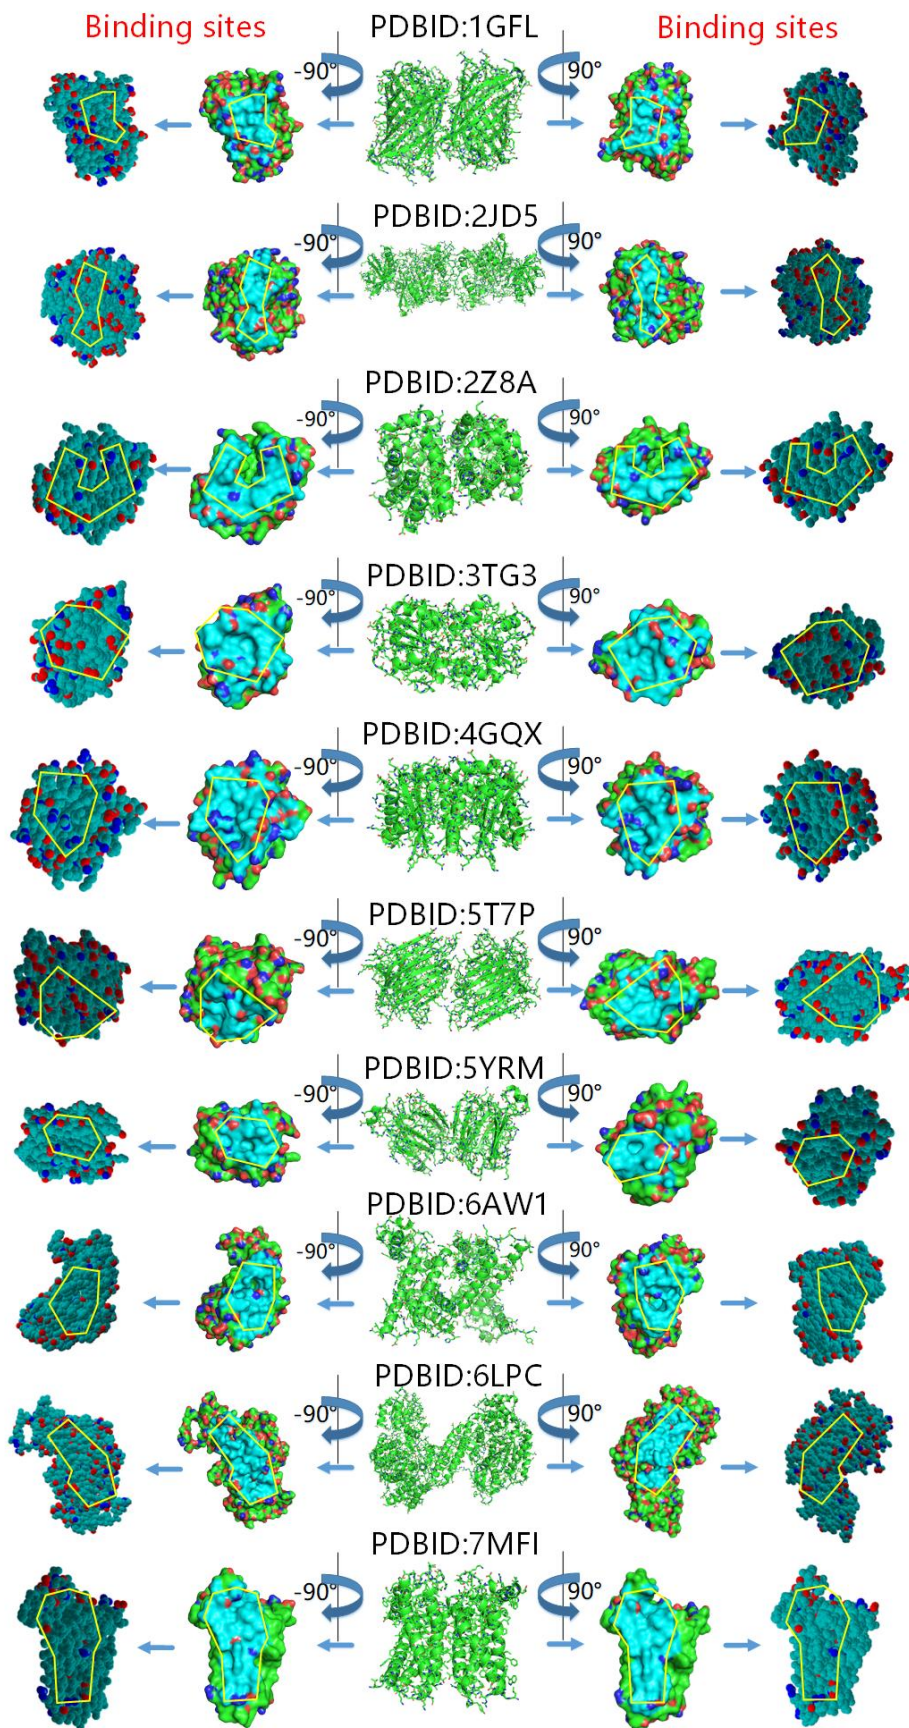 Binding sites PDBID:1GFL Binding sites
-90° 90°
PDBID:2JD5
-90° 90°
PDBID:2Z8A
-90° 90°
PDBID:3TG3
-90° 90°
PDBID:4GQX
-90° 90°
PDBID:5T7P
-90° 90°
PDBID:5YRM
-90° 90°
PDBID:6AW1
-90° 90°
PDBID:6LPC
-90° 90°
PDBID:7MFI
-90° 90°